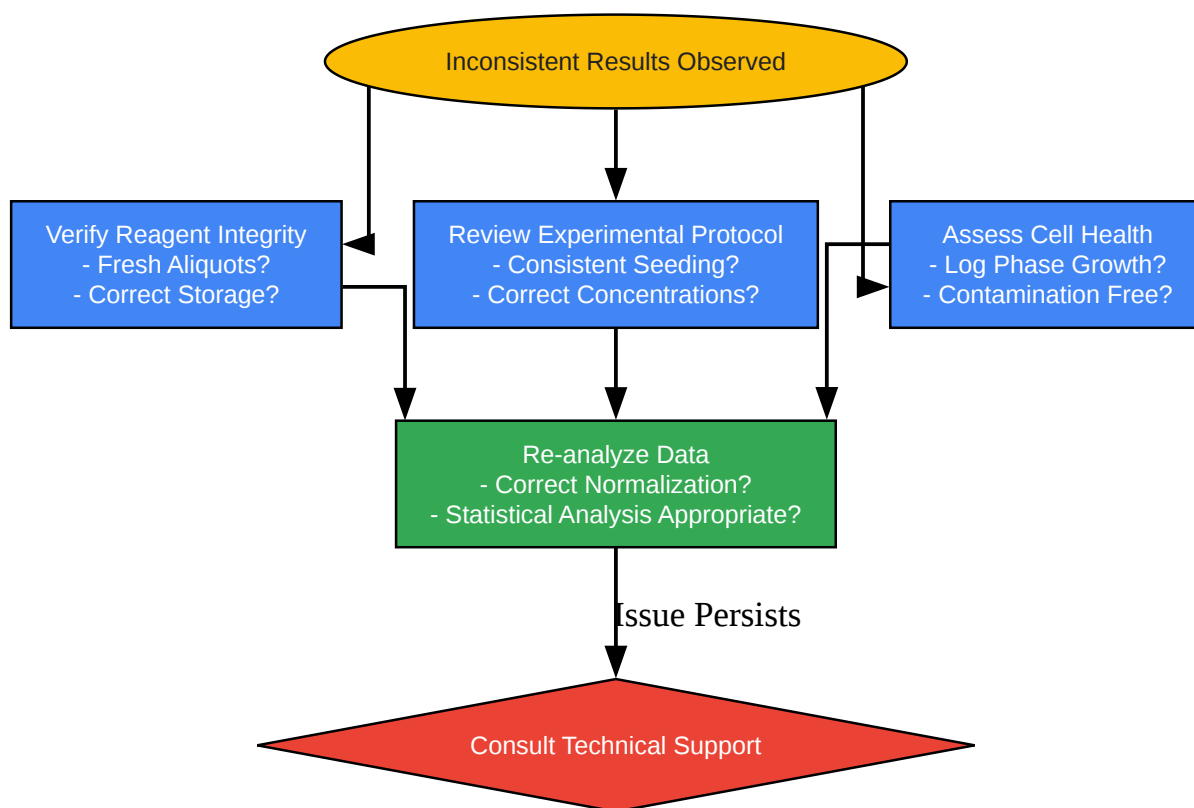 Inconsistent Results Observed
Verify Reagent Integrity
- Fresh Aliquots?
- Correct Storage?
Review Experimental Protocol
- Consistent Seeding?
- Correct Concentrations?
Assess Cell Health
- Log Phase Growth?
- Contamination Free?
Re-analyze Data
- Correct Normalization?
- Statistical Analysis Appropriate?
Issue Persists
Consult Technical Support